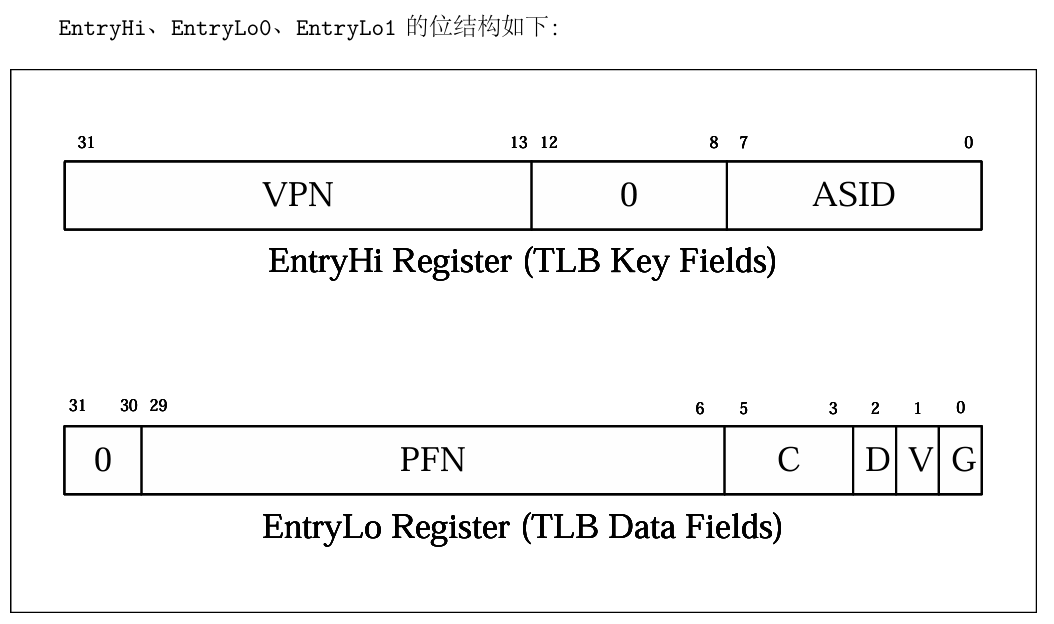 EntryHi、EntryLo0、EntryLo1 的位结构如下：
31 13 12 8 7 0
VPN 0 ASID
EntryHi Register (TLB Key Fields)
31 30 29 6 5 3 2 1 0
0 PFN C D V G
EntryLo Register (TLB Data Fields)